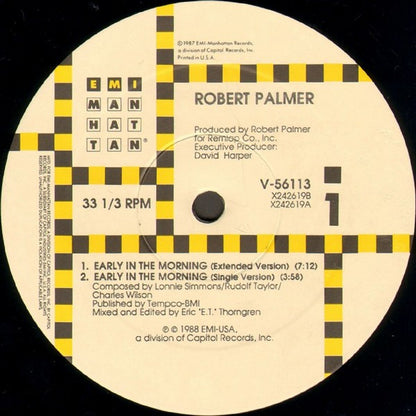 ℗1987 EMI-Manhattan Records,
a division of Capitol Records, Inc.
Printed in U.S.A.
EMI
MAN
HAT
TAN®
ROBERT PALMER
Produced by Robert Palmer
for Remlop Co., Inc.
Executive Producer:
David Harper
33 1/3 RPM
V-56113
X242619B
X242619A
1
1. EARLY IN THE MORNING (Extended Version) (7:12)
2. EARLY IN THE MORNING (Single Version) (3:58)
Composed by Lonnie Simmons/Rudolf Taylor/
Charles Wilson
Published by Tempco-BMI
Mixed and Edited by Eric "E.T." Thorngren
℗ © 1988 EMI-USA,
a division of Capitol Records, Inc.